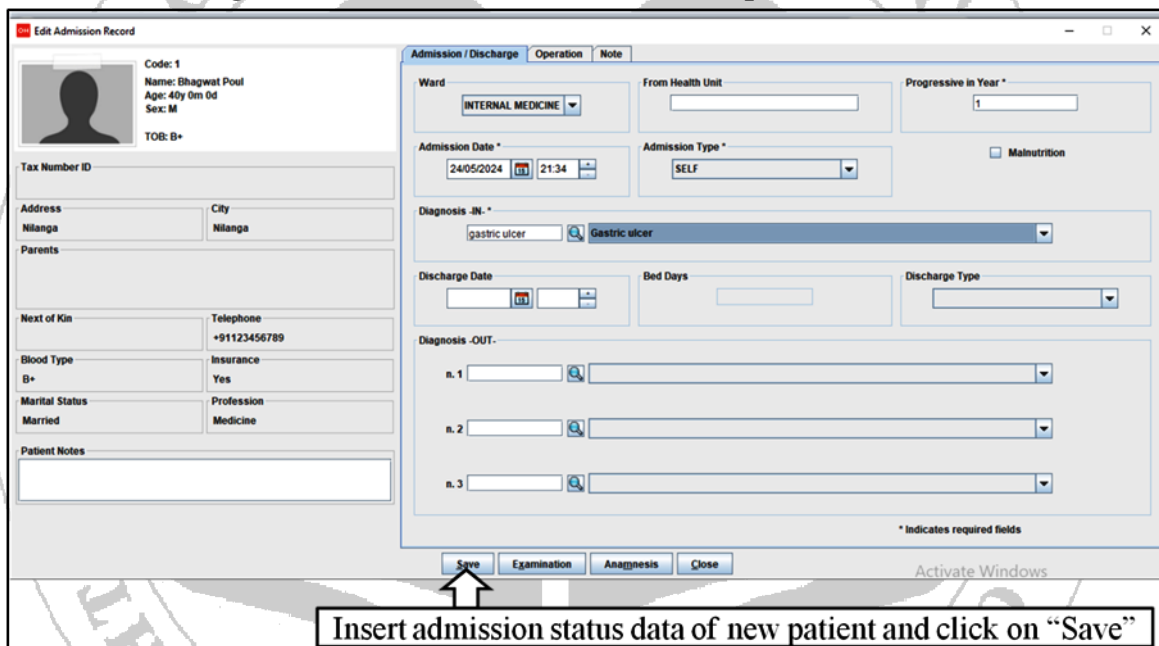 OH Edit Admission Record
Code: 1
Name: Bhagwat Poul
Age: 40y 0m 0d
Sex: M
TOB: B+
Tax Number ID
Address City
Nilanga Nilanga
Parents
Next of Kin Telephone
+91123456789
Blood Type Insurance
B+ Yes
Marital Status Profession
Married Medicine
Patient Notes
Admission / Discharge Operation Note
Ward From Health Unit Progressive in Year *
INTERNAL MEDICINE 1
Admission Date * Admission Type * Malnutrition
24/05/2024 21:34 SELF
Diagnosis -IN- *
gastric ulcer Gastric ulcer
Discharge Date Bed Days Discharge Type
Diagnosis -OUT-
n. 1
n. 2
n. 3
* Indicates required fields
Save Examination Anamnesis Close
Activate Windows
Insert admission status data of new patient and click on “Save”